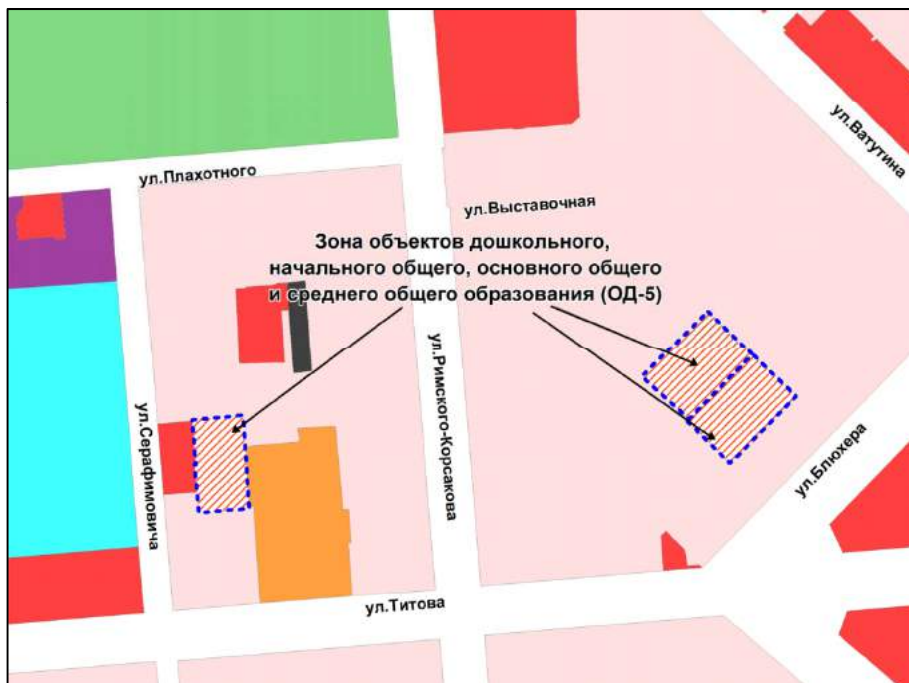 ул.Ватутина
ул.Плахотного
ул.Выставочная
Зона объектов дошкольного,
начального общего, основного общего
и среднего общего образования (ОД-5)
ул.Серафимовича
ул.Римского-Корсакова
ул.Блюхера
ул.Титова